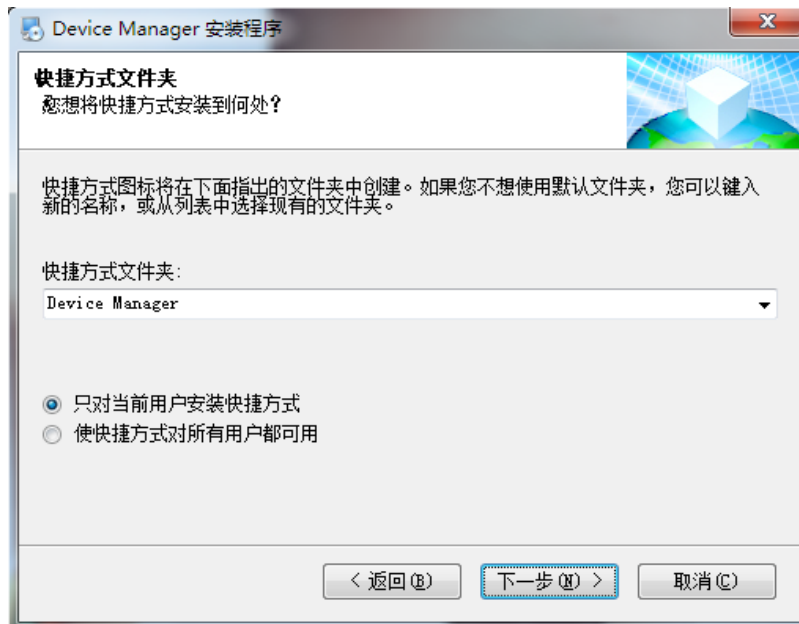 Device Manager 安装程序
快捷方式文件夹
您想将快捷方式安装到何处?
快捷方式图标将在下面指出的文件夹中创建。如果您不想使用默认文件夹，您可以键入
新的名称，或从列表中选择现有的文件夹。
快捷方式文件夹:
Device Manager
只对当前用户安装快捷方式
使快捷方式对所有用户都可用
< 返回(B)
下一步(N) >
取消(C)